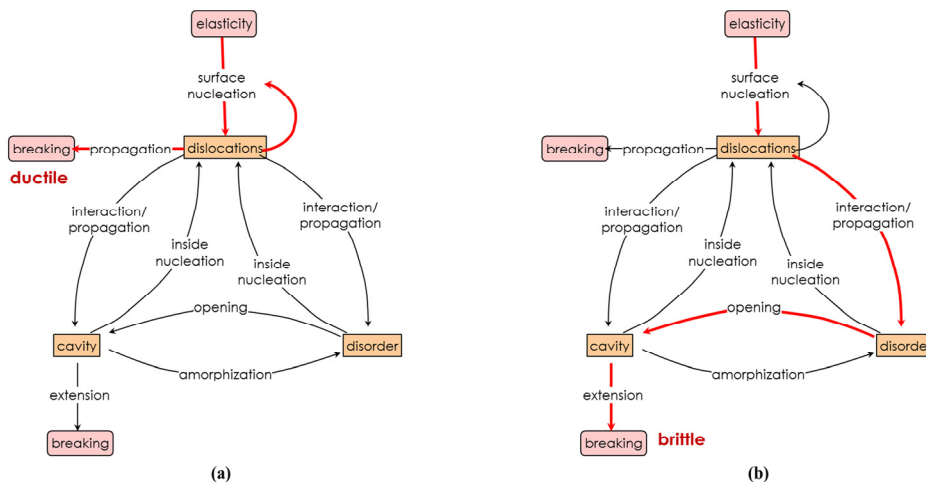 elasticity
surface
nucleation
breaking
propagation
dislocations
ductile
interaction/
propagation
interaction/
propagation
inside
nucleation
inside
nucleation
opening
cavity
disorder
amorphization
extension
breaking
(a)
elasticity
surface
nucleation
breaking
propagation
dislocations
interaction/
propagation
interaction/
propagation
inside
nucleation
inside
nucleation
opening
cavity
disorder
amorphization
extension
breaking
brittle
(b)